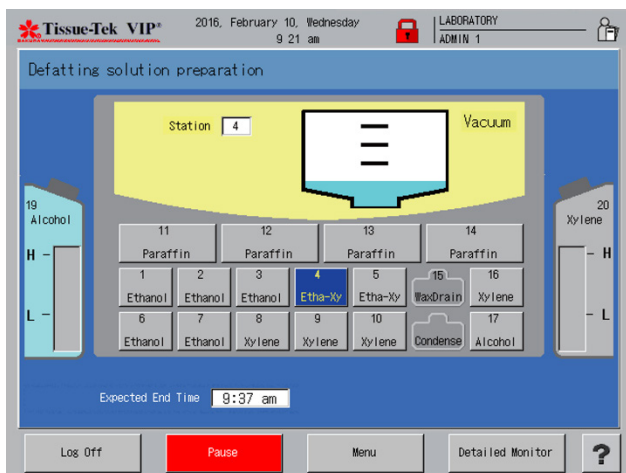 Tissue-Tek VIP®
2016, February 10, Wednesday
9 21 am
LABORATORY
ADMIN 1
Defatting solution preparation
Station 4
Vacuum
19
Alcohol
H
L
20
Xylene
H
L
11
Paraffin
12
Paraffin
13
Paraffin
14
Paraffin
1
Ethanol
2
Ethanol
3
Ethanol
4
Etha-Xy
5
Etha-Xy
15
WaxDrain
16
Xylene
6
Ethanol
7
Ethanol
8
Xylene
9
Xylene
10
Xylene
Condense
17
Alcohol
Expected End Time 9:37 am
Log Off
Pause
Menu
Detailed Monitor
?